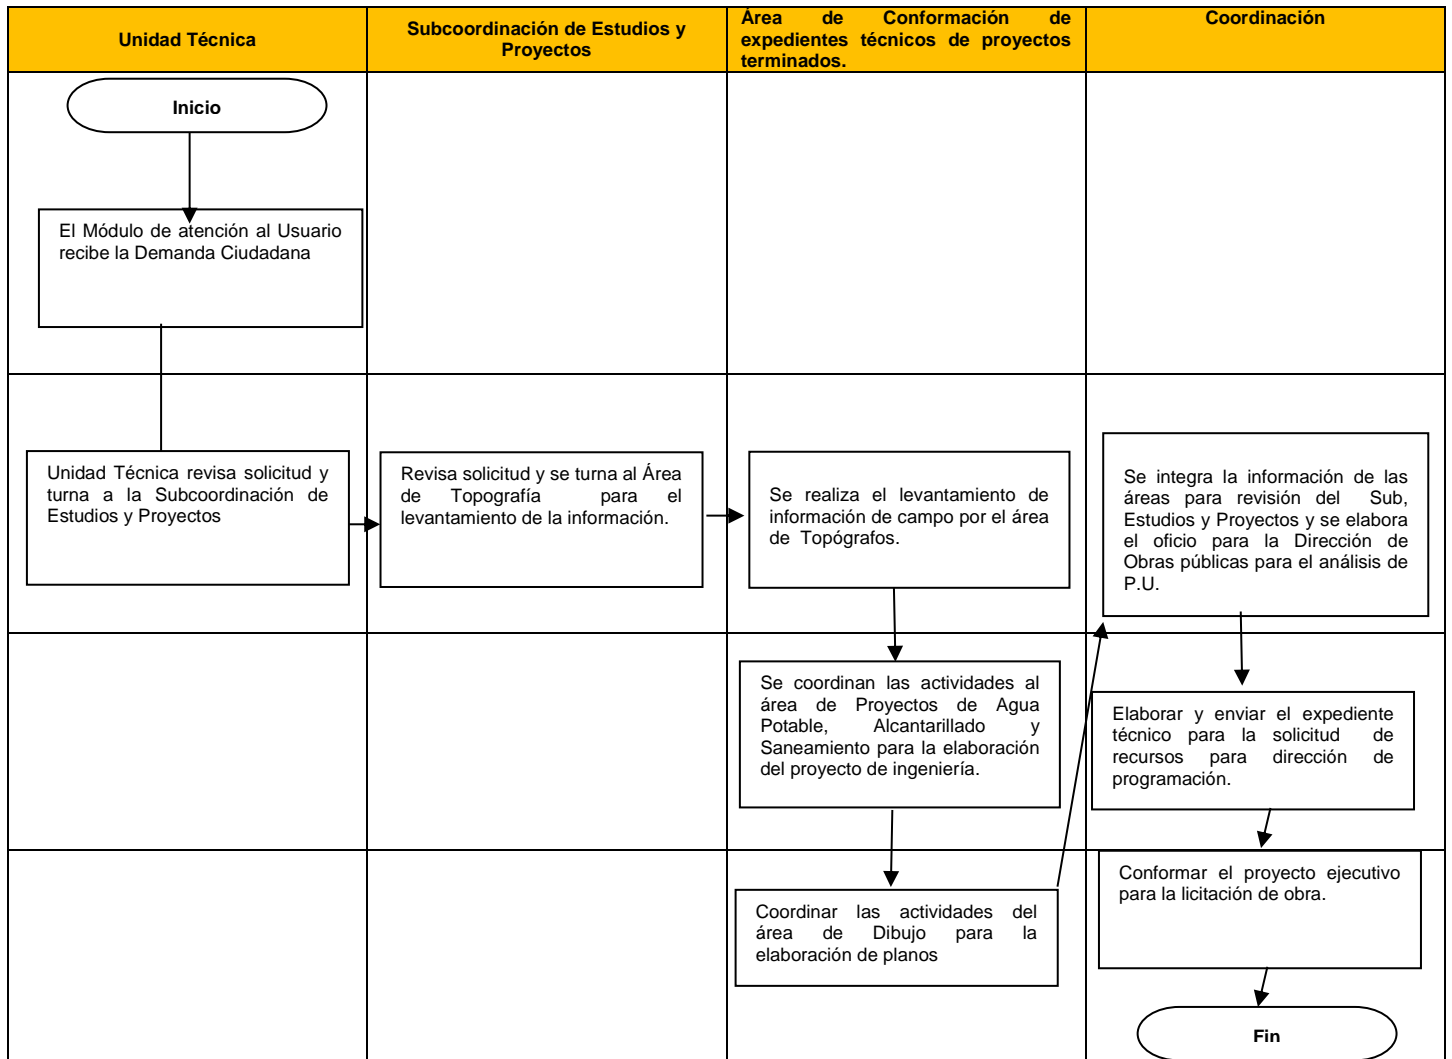 Unidad Técnica
Subcoordinación de Estudios y
Proyectos
Área de Conformación de
expedientes técnicos de proyectos
terminados.
Coordinación
Inicio
El Módulo de atención al Usuario
recibe la Demanda Ciudadana
Unidad Técnica revisa solicitud y
turna a la Subcoordinación de
Estudios y Proyectos
Revisa solicitud y se turna al Área
de Topografía para el
levantamiento de la información.
Se realiza el levantamiento de
información de campo por el área
de Topógrafos.
Se integra la información de las
áreas para revisión del Sub,
Estudios y Proyectos y se elabora
el oficio para la Dirección de
Obras públicas para el análisis de
P.U.
Se coordinan las actividades al
área de Proyectos de Agua
Potable, Alcantarillado y
Saneamiento para la elaboración
del proyecto de ingeniería.
Elaborar y enviar el expediente
técnico para la solicitud de
recursos para dirección de
programación.
Coordinar las actividades del
área de Dibujo para la
elaboración de planos
Conformar el proyecto ejecutivo
para la licitación de obra.
Fin